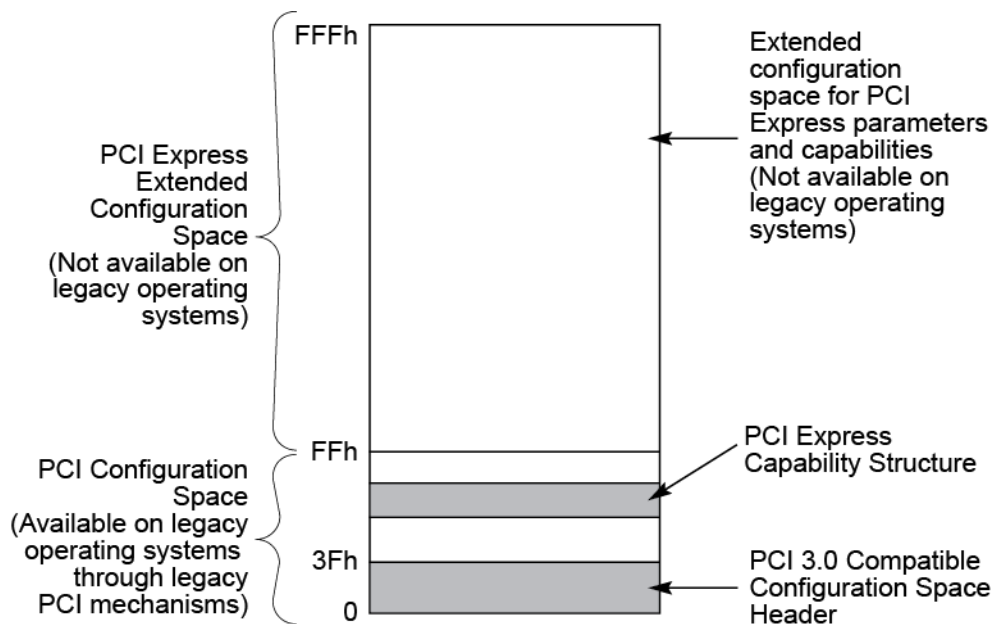 FFFh
PCI Express
Extended
Configuration
Space
(Not available on
legacy operating
systems)
Extended
configuration
space for PCI
Express parameters
and capabilities
(Not available on
legacy operating
systems)
FFh
PCI Configuration
Space
(Available on legacy
operating systems
through legacy
PCI mechanisms)
PCI Express
Capability Structure
3Fh
0
PCI 3.0 Compatible
Configuration Space
Header